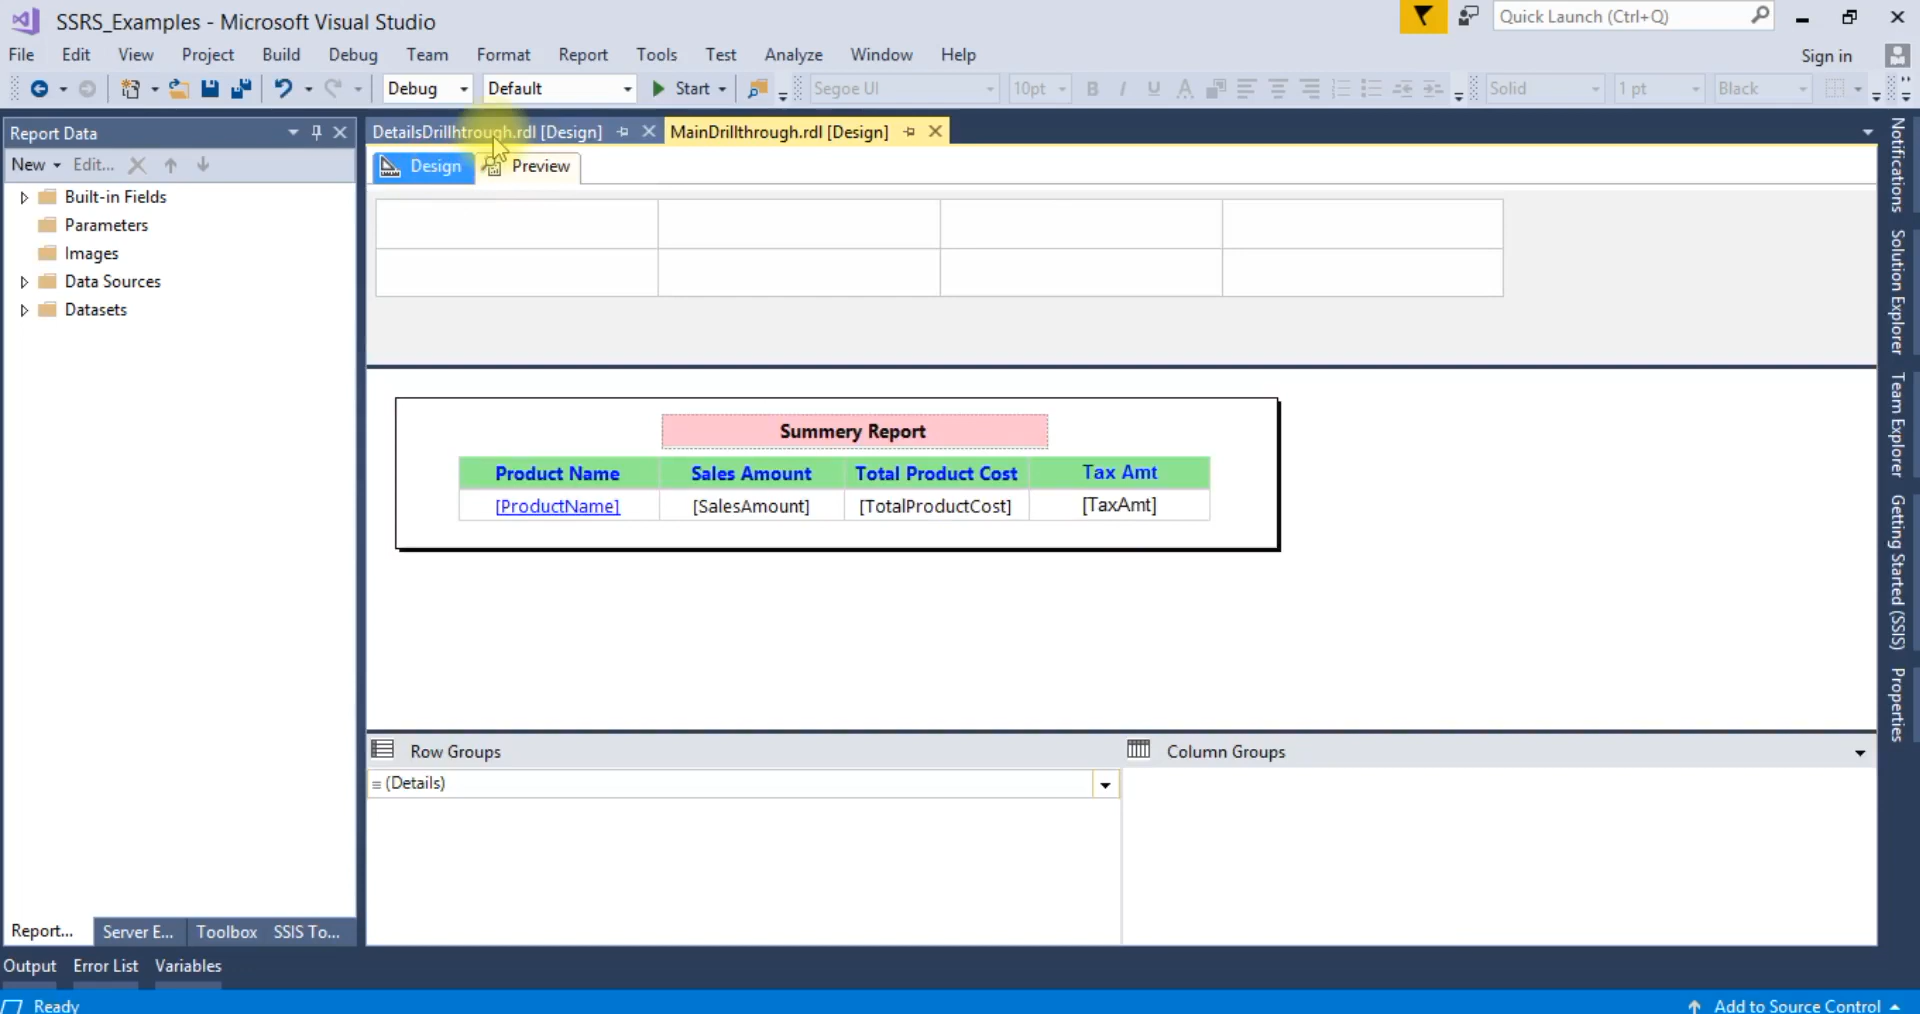 SSRS_Examples - Microsoft Visual Studio
Quick Launch (Ctrl+Q)
File Edit View Project Build Debug Team Format Report Tools Test Analyze Window Help
Sign in
Debug Default Start Segoe UI 10pt B I U A Solid 1 pt Black
Report Data
DetailsDrillhtrough.rdl [Design] MainDrillthrough.rdl [Design]
New Edit...
Design Preview
Built-in Fields
Parameters
Images
Data Sources
Datasets
Summery Report
Product Name Sales Amount Total Product Cost Tax Amt
[ProductName] [SalesAmount] [TotalProductCost] [TaxAmt]
Row Groups
Column Groups
(Details)
Notifications
Solution Explorer
Team Explorer
Getting Started (SSIS)
Properties
Report... Server E... Toolbox SSIS To...
Output Error List Variables
Ready
Add to Source Control